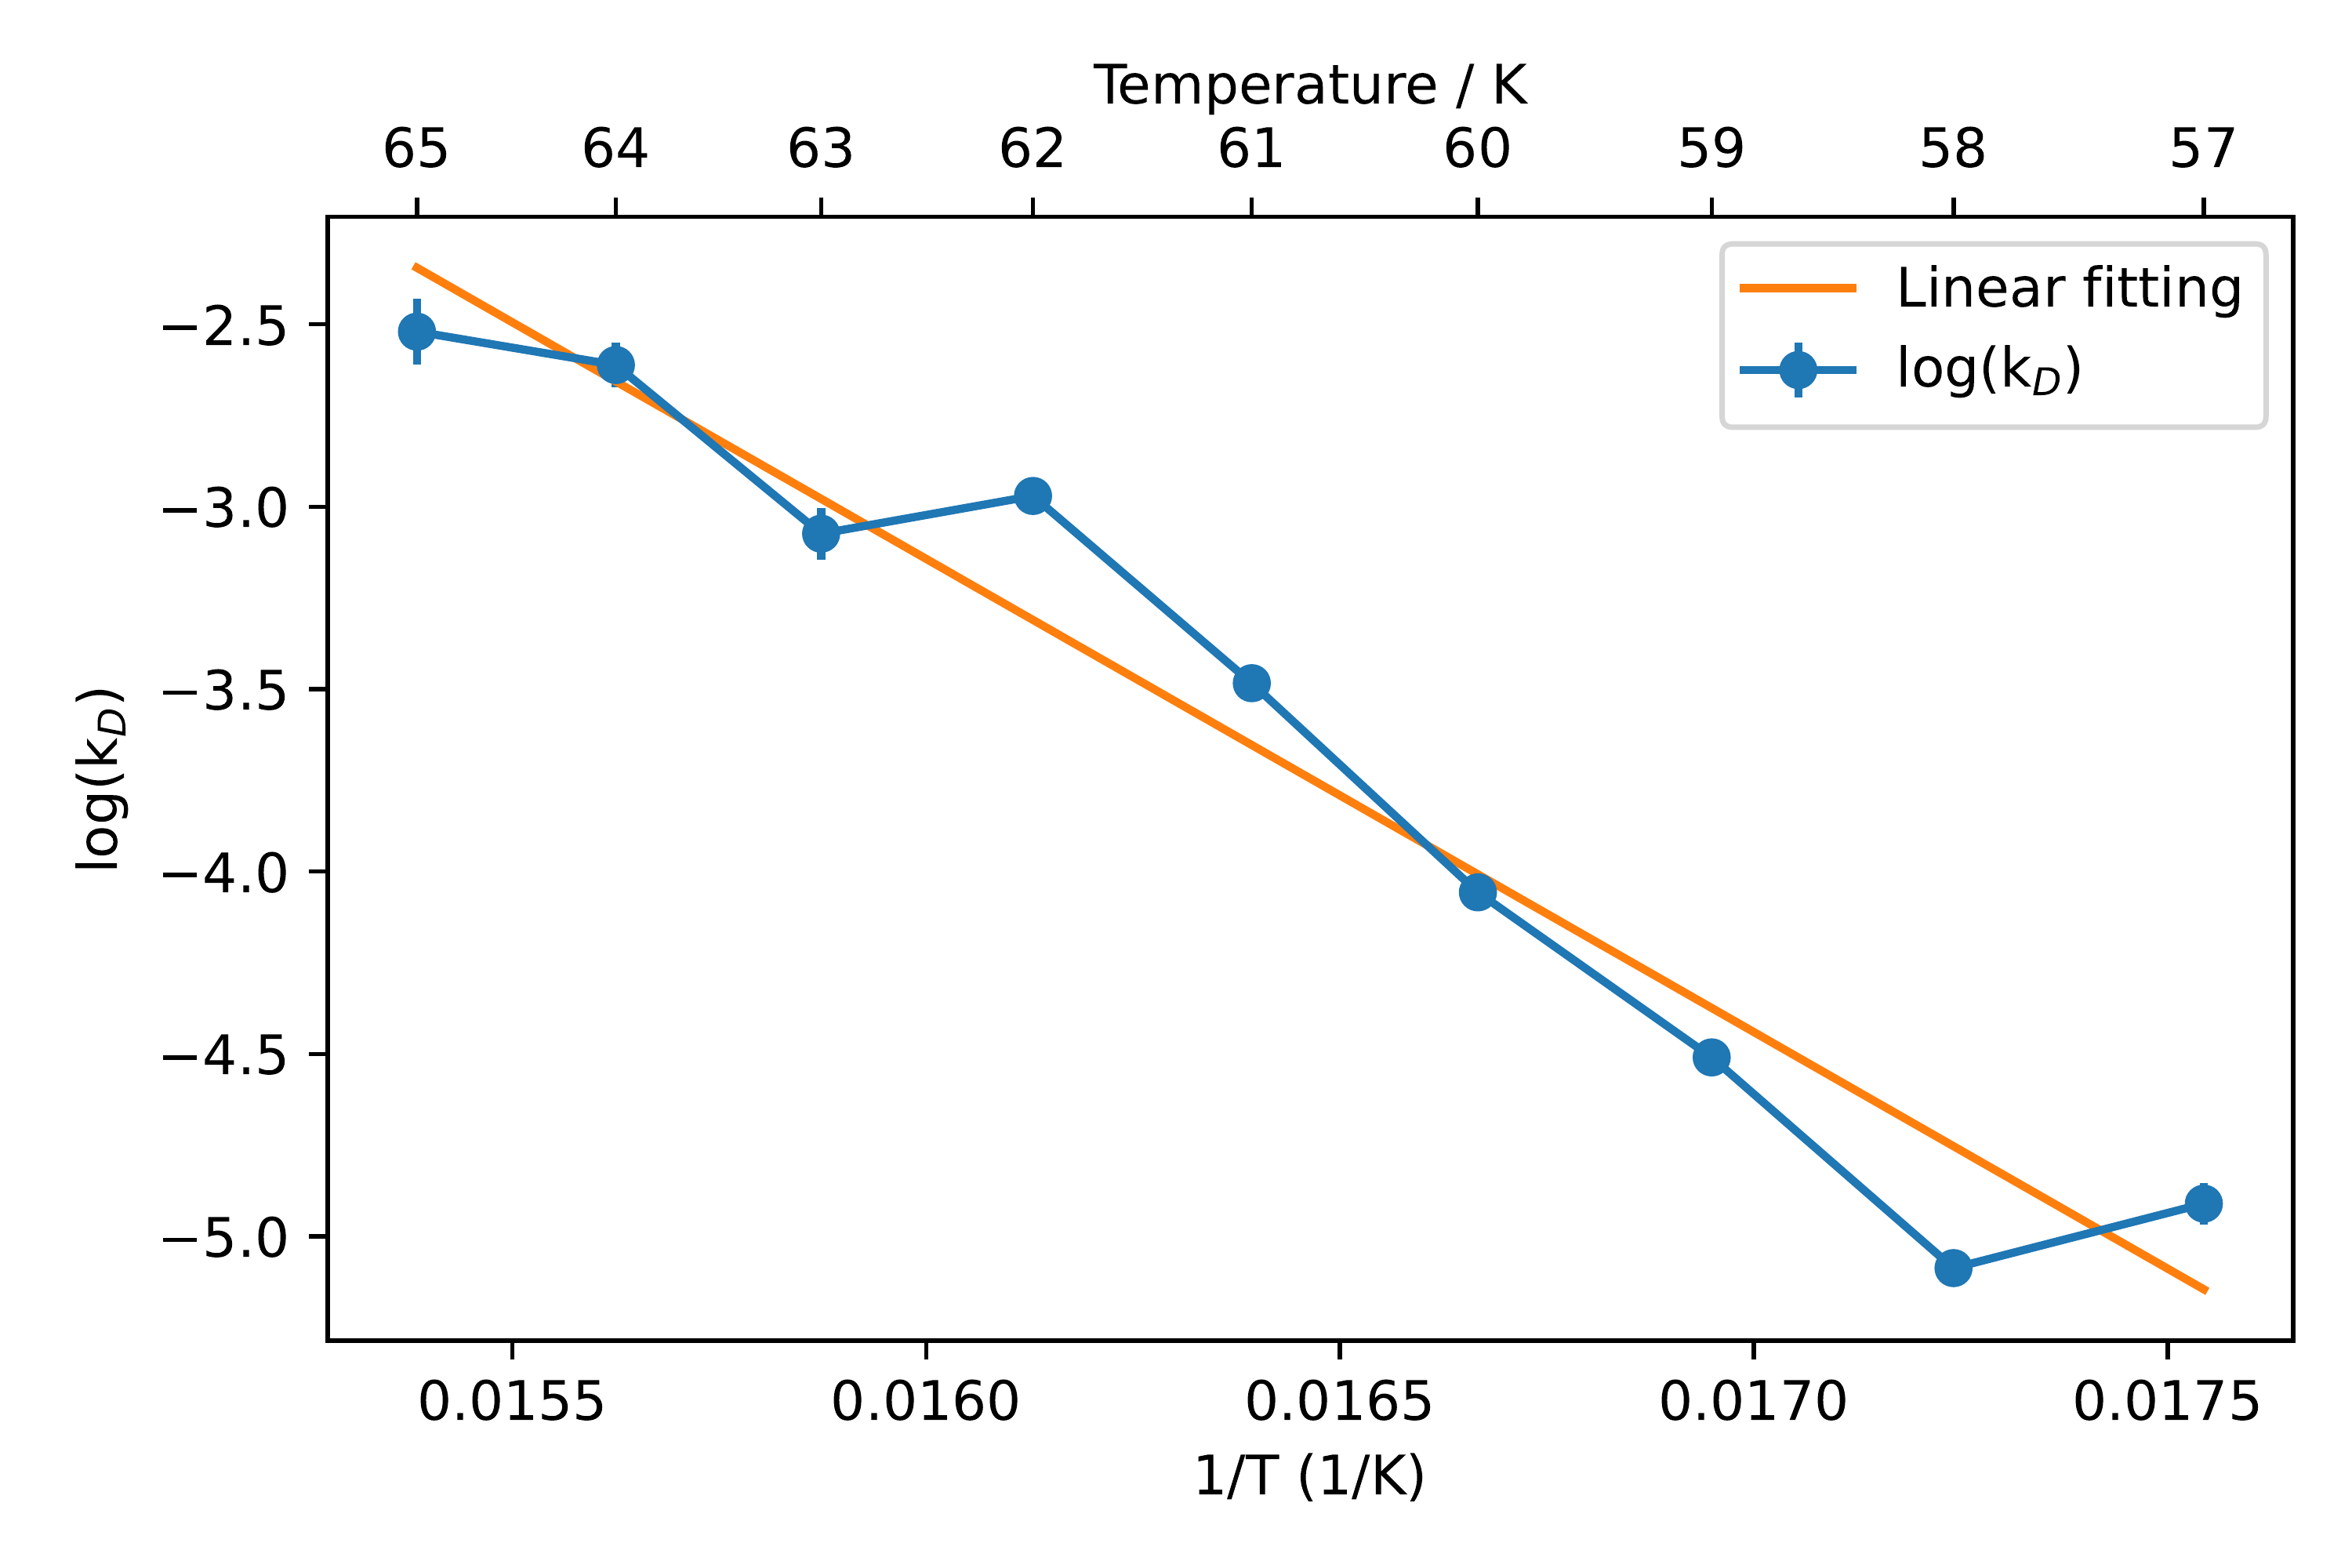 Temperature / K
65 64 63 62 61 60 59 58 57
Linear fitting
log(k_D)
−2.5
−3.0
−3.5
−4.0
−4.5
−5.0
log(k_D)
0.0155 0.0160 0.0165 0.0170 0.0175
1/T (1/K)